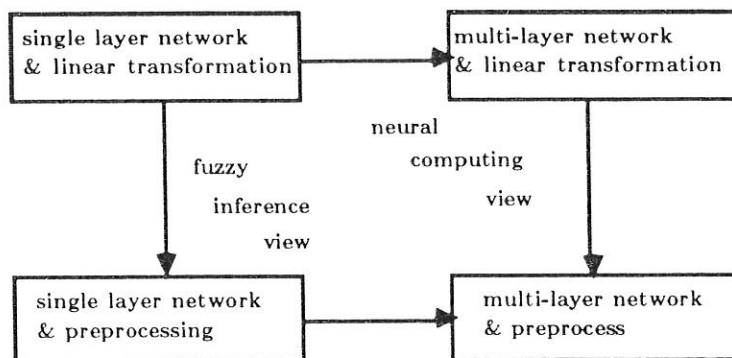 single layer network
& linear transformation
multi-layer network
& linear transformation
fuzzy
inference
view
neural
computing
view
single layer network
& preprocessing
multi-layer network
& preprocess